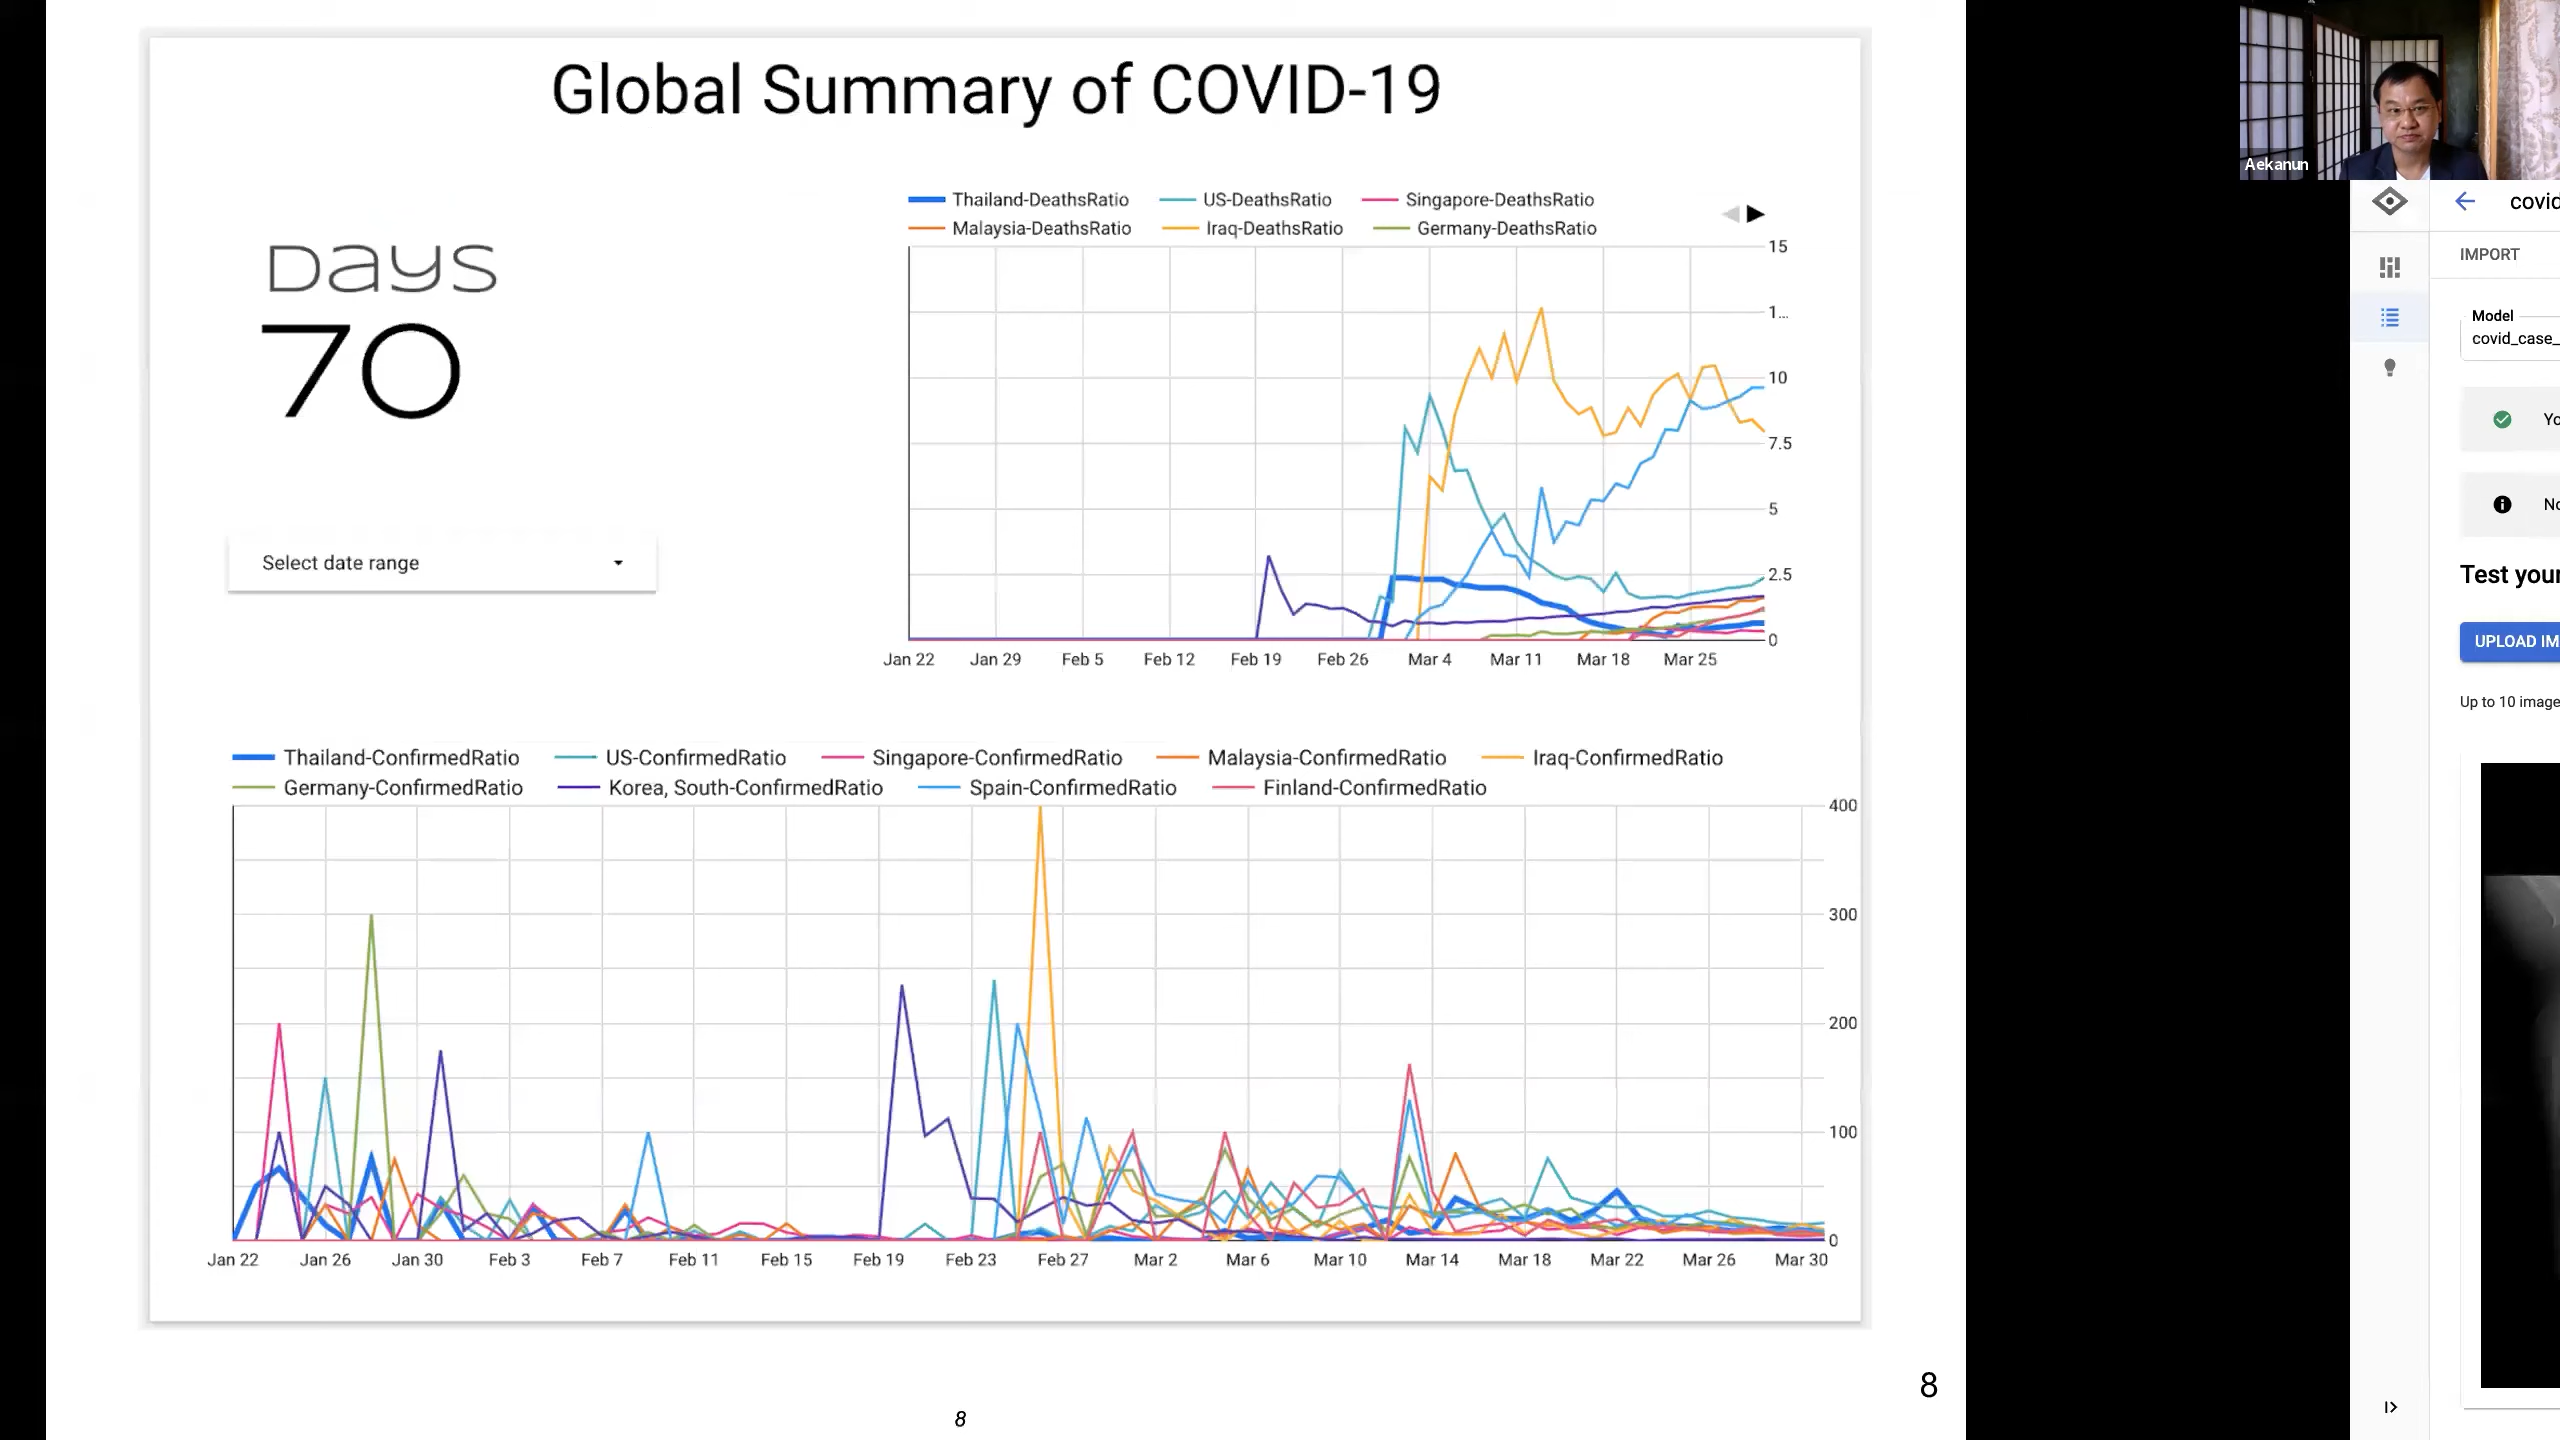 Global Summary of COVID-19
Days
70
Select date range
Thailand-DeathsRatio US-DeathsRatio Singapore-DeathsRatio
Malaysia-DeathsRatio Iraq-DeathsRatio Germany-DeathsRatio
15
1...
10
7.5
5
2.5
0
Jan 22 Jan 29 Feb 5 Feb 12 Feb 19 Feb 26 Mar 4 Mar 11 Mar 18 Mar 25
Thailand-ConfirmedRatio US-ConfirmedRatio Singapore-ConfirmedRatio Malaysia-ConfirmedRatio Iraq-ConfirmedRatio
Germany-ConfirmedRatio Korea, South-ConfirmedRatio Spain-ConfirmedRatio Finland-ConfirmedRatio
400
300
200
100
0
Jan 22 Jan 26 Jan 30 Feb 3 Feb 7 Feb 11 Feb 15 Feb 19 Feb 23 Feb 27 Mar 2 Mar 6 Mar 10 Mar 14 Mar 18 Mar 22 Mar 26 Mar 30
8
8
Aekanun
covid
IMPORT
Model
covid_case_
Yo
No
Test your
UPLOAD IM
Up to 10 image